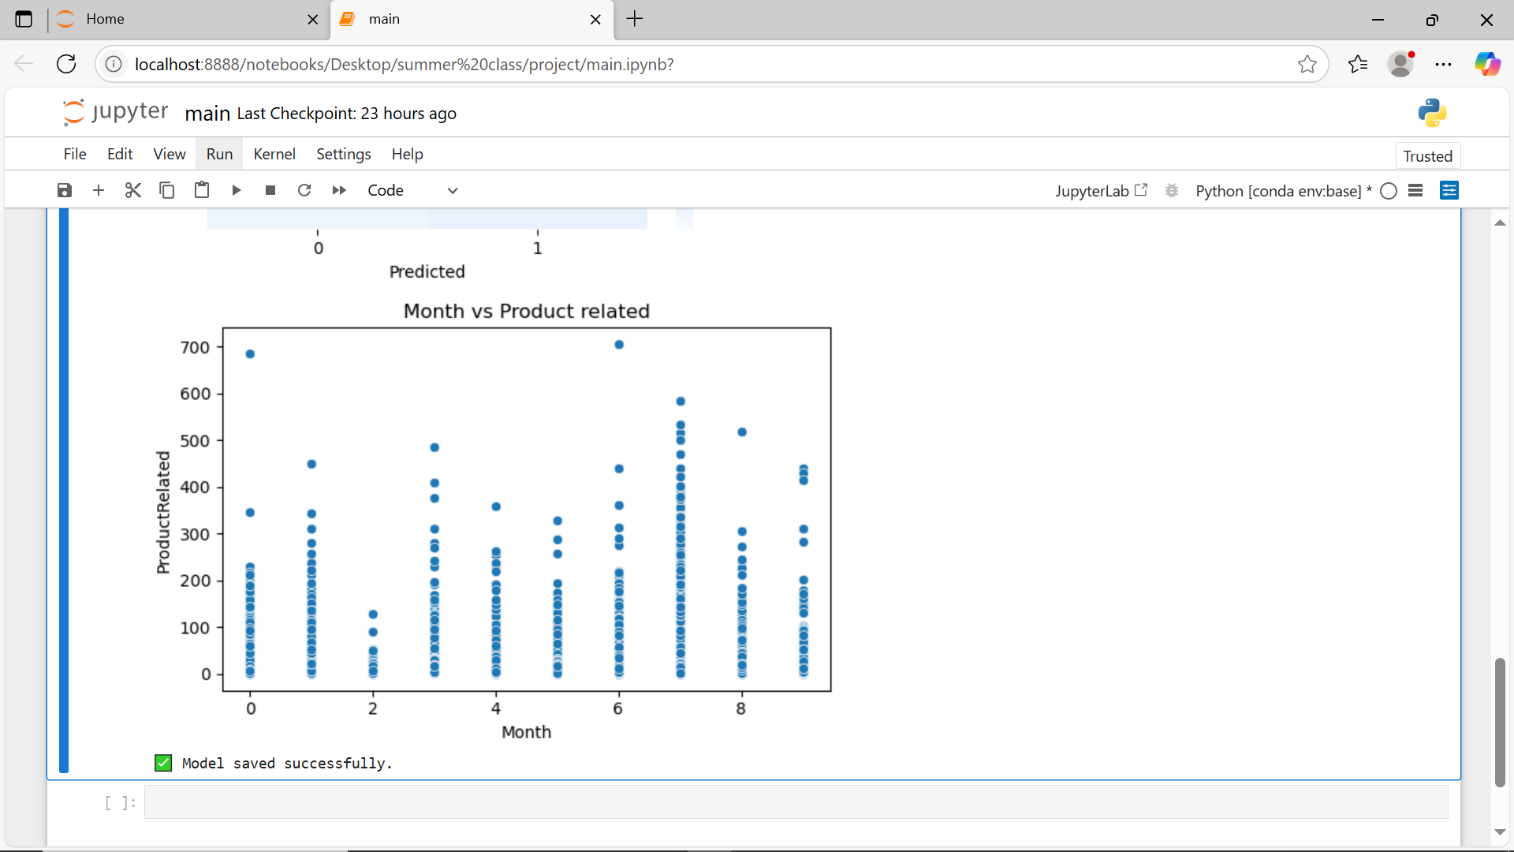 Home
main
localhost:8888/notebooks/Desktop/summer%20class/project/main.ipynb?
jupyter main Last Checkpoint: 23 hours ago
File Edit View Run Kernel Settings Help
Trusted
Code
JupyterLab
Python [conda env:base] *
0 1
Predicted
Month vs Product related
700
600
500
400
300
200
100
0
ProductRelated
0 2 4 6 8
Month
Model saved successfully.
[ ]: